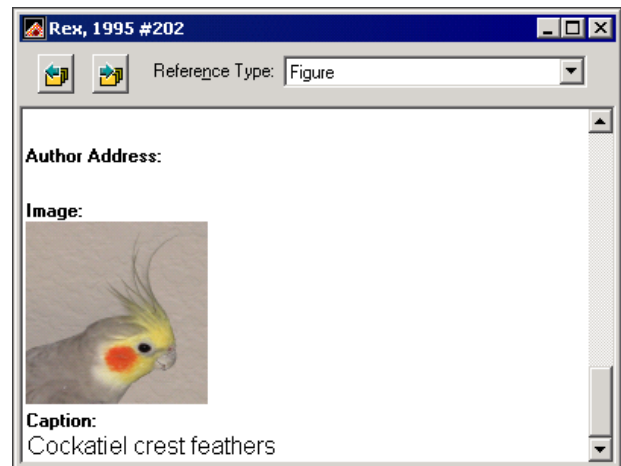 Rex, 1995 #202
Reference Type: Figure
Author Address:
Image:
Caption:
Cockatiel crest feathers